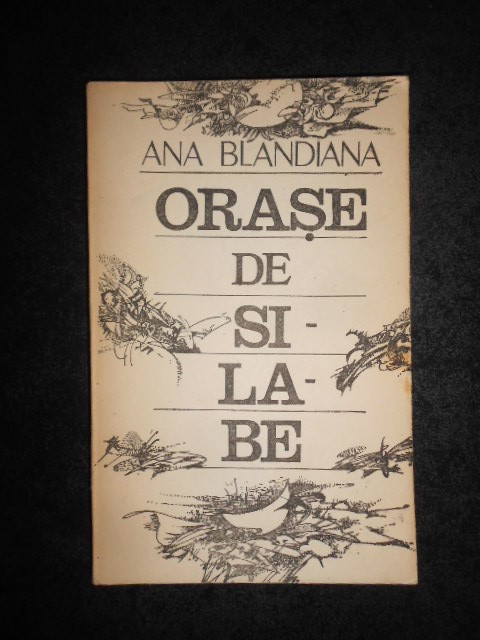 ANA BLANDIANA
ORAȘE
DE
SI-
LA-
BE